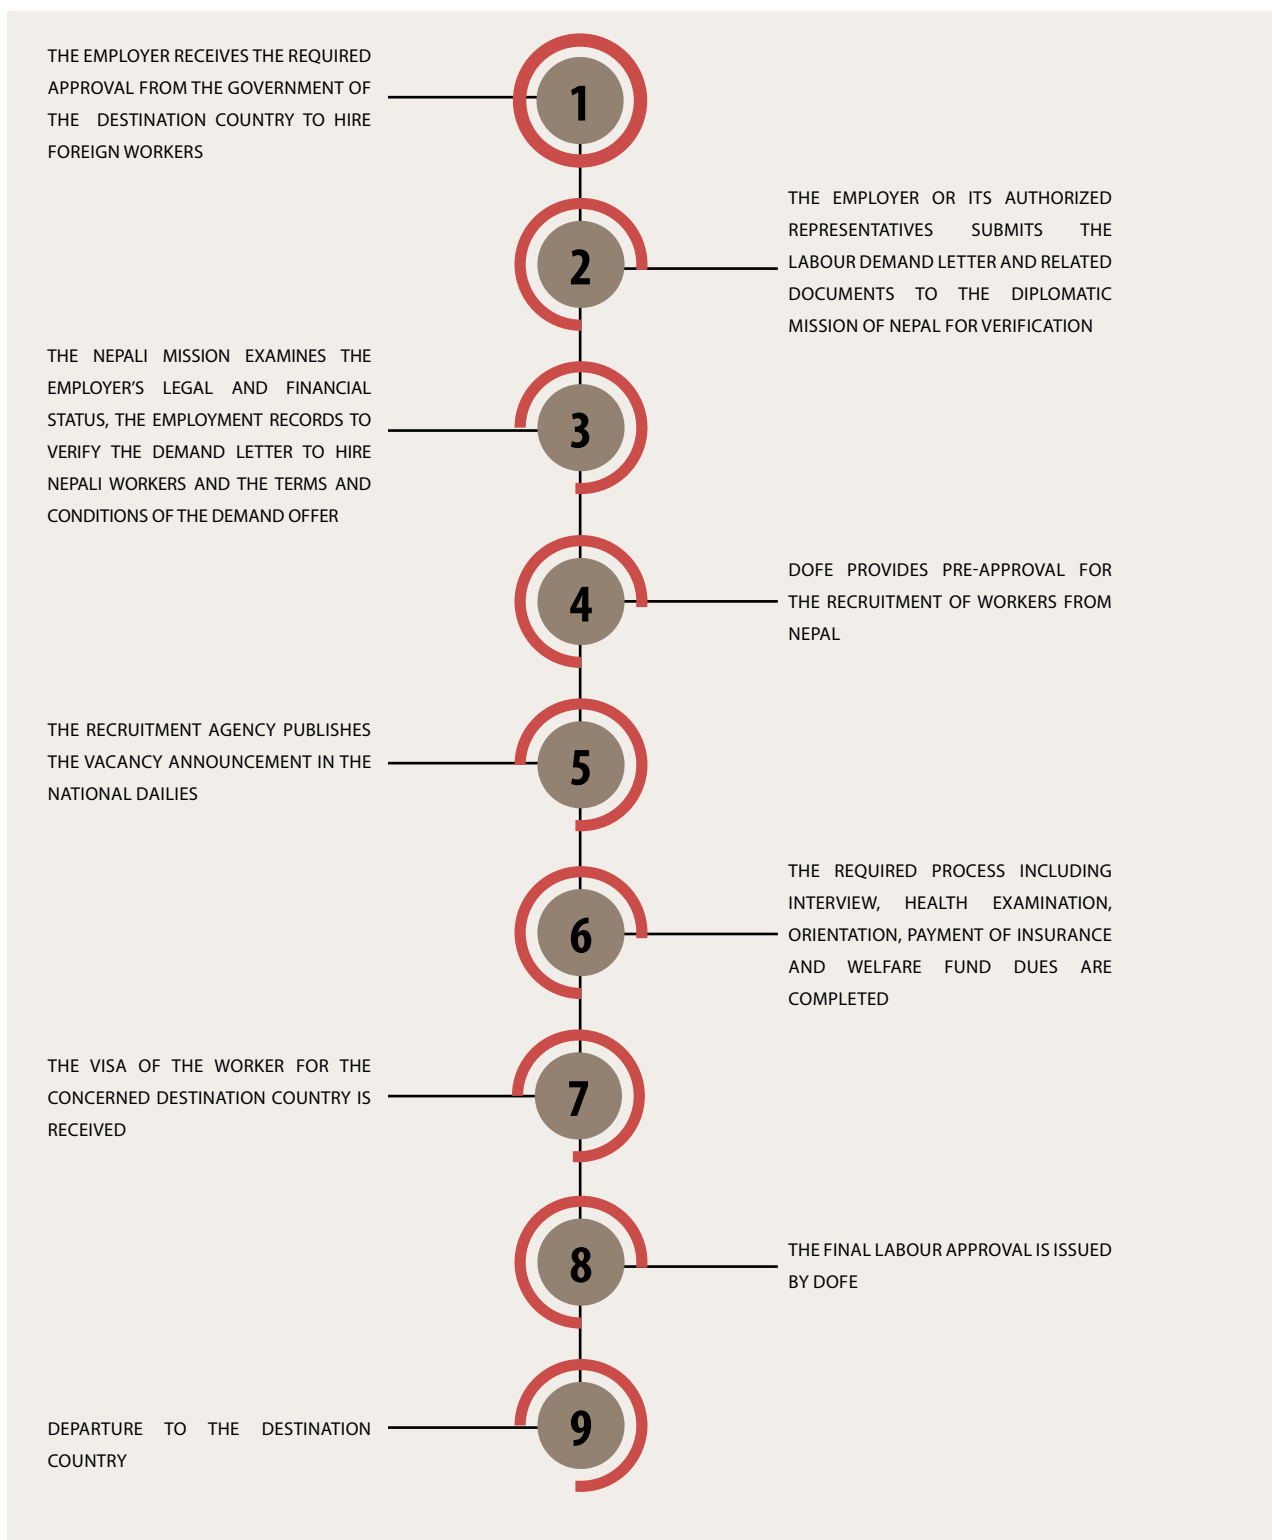 THE EMPLOYER RECEIVES THE REQUIRED
APPROVAL FROM THE GOVERNMENT OF
THE DESTINATION COUNTRY TO HIRE
FOREIGN WORKERS
1
2
THE EMPLOYER OR ITS AUTHORIZED
REPRESENTATIVES SUBMITS THE
LABOUR DEMAND LETTER AND RELATED
DOCUMENTS TO THE DIPLOMATIC
MISSION OF NEPAL FOR VERIFICATION
THE NEPALI MISSION EXAMINES THE
EMPLOYER'S LEGAL AND FINANCIAL
STATUS, THE EMPLOYMENT RECORDS TO
VERIFY THE DEMAND LETTER TO HIRE
NEPALI WORKERS AND THE TERMS AND
CONDITIONS OF THE DEMAND OFFER
3
4
DOFE PROVIDES PRE-APPROVAL FOR
THE RECRUITMENT OF WORKERS FROM
NEPAL
THE RECRUITMENT AGENCY PUBLISHES
THE VACANCY ANNOUNCEMENT IN THE
NATIONAL DAILIES
5
6
THE REQUIRED PROCESS INCLUDING
INTERVIEW, HEALTH EXAMINATION,
ORIENTATION, PAYMENT OF INSURANCE
AND WELFARE FUND DUES ARE
COMPLETED
THE VISA OF THE WORKER FOR THE
CONCERNED DESTINATION COUNTRY IS
RECEIVED
7
8
THE FINAL LABOUR APPROVAL IS ISSUED
BY DOFE
DEPARTURE TO THE DESTINATION
COUNTRY
9